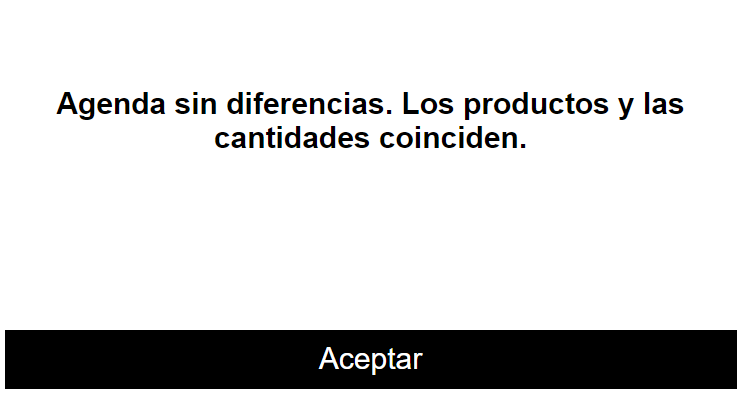 Agenda sin diferencias. Los productos y las
cantidades coinciden.
Aceptar